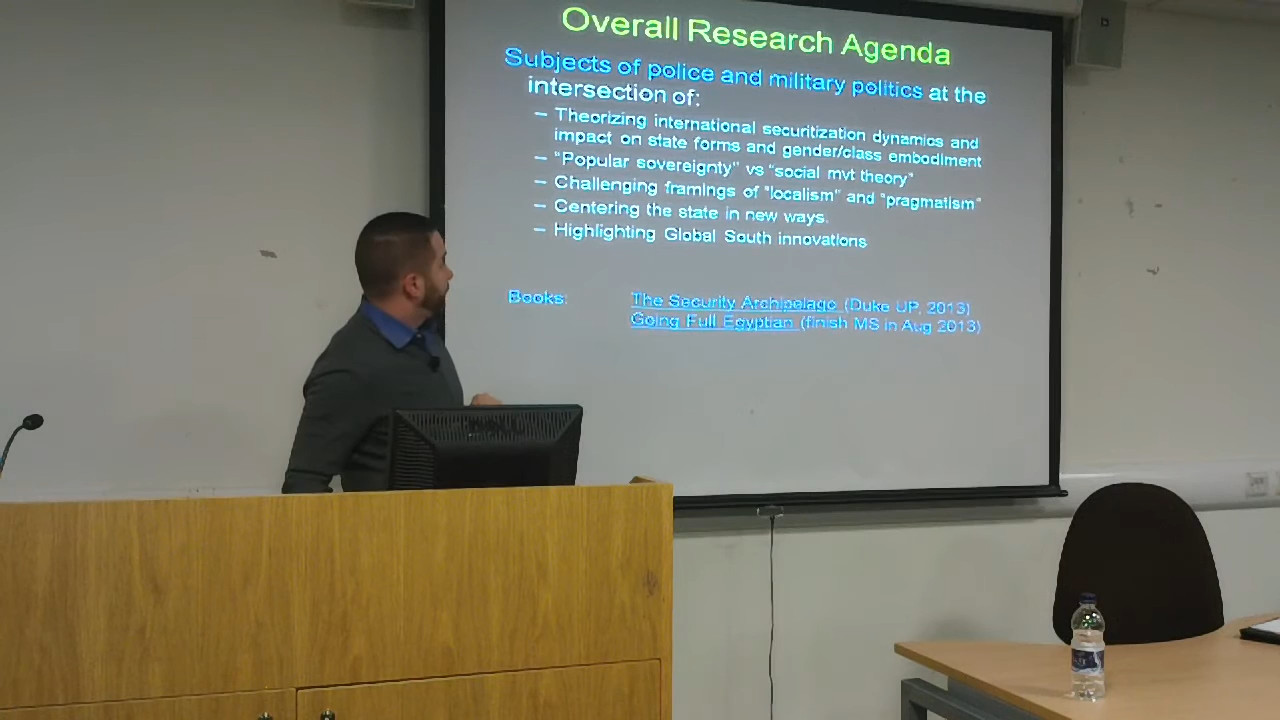 Overall Research Agenda
Subjects of police and military politics at the
intersection of:
– Theorizing international securitization dynamics and
impact on state forms and gender/class embodiment
– "Popular sovereignty" vs "social mvt theory"
– Challenging framings of "localism" and "pragmatism"
– Centering the state in new ways.
– Highlighting Global South innovations
Books: The Security Archipelago (Duke UP, 2013)
Going Full Egyptian (finish MS in Aug 2013)
DELL